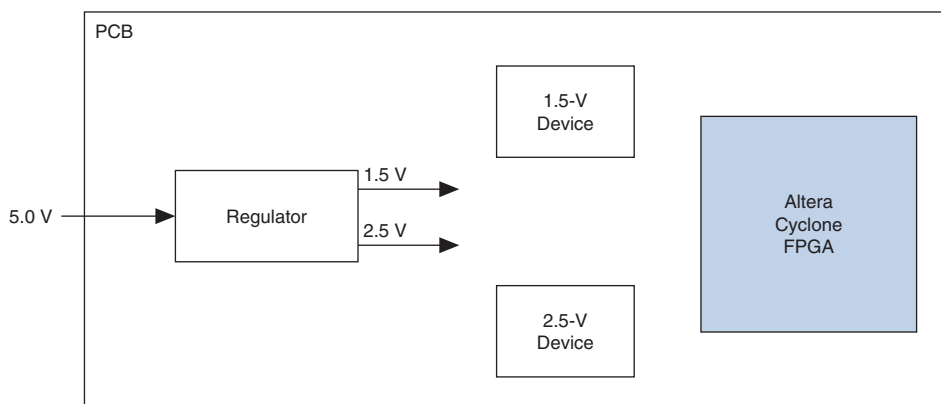 PCB
1.5-V
Device
1.5 V
5.0 V
Regulator
2.5 V
Altera
Cyclone
FPGA
2.5-V
Device